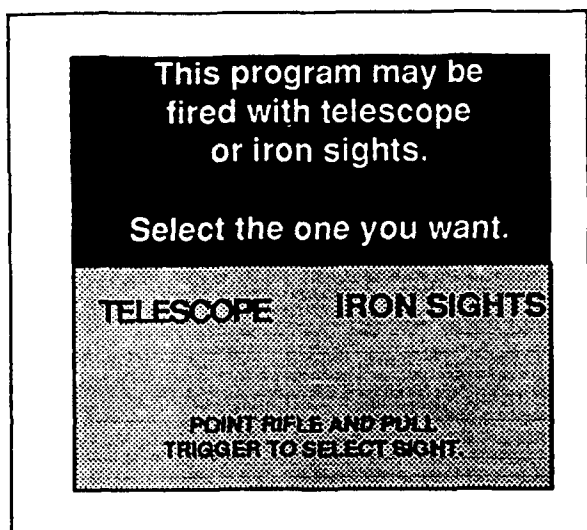 This program may be
fired with telescope
or iron sights.
Select the one you want.
TELESCOPE IRON SIGHTS
POINT RIFLE AND PULL
TRIGGER TO SELECT SIGHT.